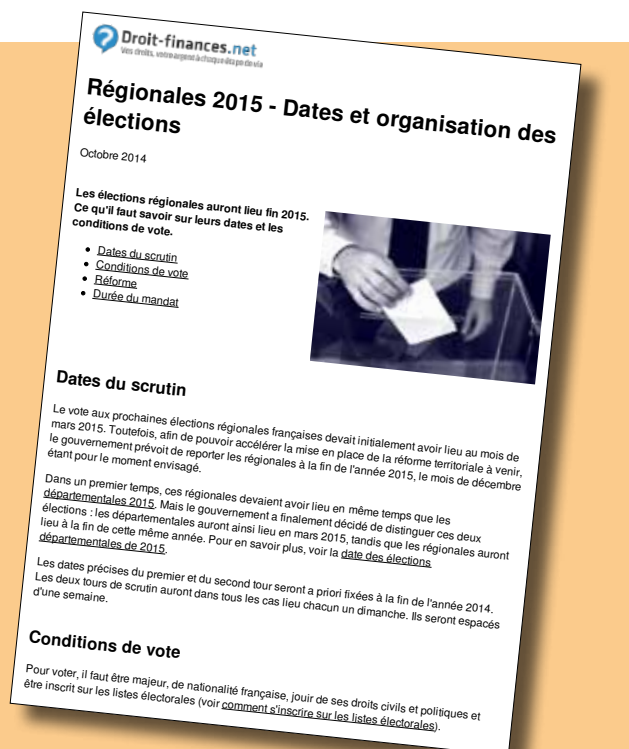 Droit-finances.net
Vos droits, votre argent à chaque étape de vie
Régionales 2015 - Dates et organisation des
élections
Octobre 2014
Les élections régionales auront lieu fin 2015.
Ce qu'il faut savoir sur leurs dates et les
conditions de vote.
Dates du scrutin
Conditions de vote
Réforme
Durée du mandat
Dates du scrutin
Le vote aux prochaines élections régionales françaises devait initialement avoir lieu au mois de
mars 2015. Toutefois, afin de pouvoir accélérer la mise en place de la réforme territoriale à venir,
le gouvernement prévoit de reporter les régionales à la fin de l'année 2015, le mois de décembre
étant pour le moment envisagé.
Dans un premier temps, ces régionales devaient avoir lieu en même temps que les
départementales 2015. Mais le gouvernement a finalement décidé de distinguer ces deux
élections : les départementales auront ainsi lieu en mars 2015, tandis que les régionales auront
lieu à la fin de cette même année. Pour en savoir plus, voir la date des élections
départementales de 2015.
Les dates précises du premier et du second tour seront a priori fixées à la fin de l'année 2014.
Les deux tours de scrutin auront dans tous les cas lieu chacun un dimanche. Ils seront espacés
d'une semaine.
Conditions de vote
Pour voter, il faut être majeur, de nationalité française, jouir de ses droits civils et politiques et
être inscrit sur les listes électorales (voir comment s'inscrire sur les listes électorales).